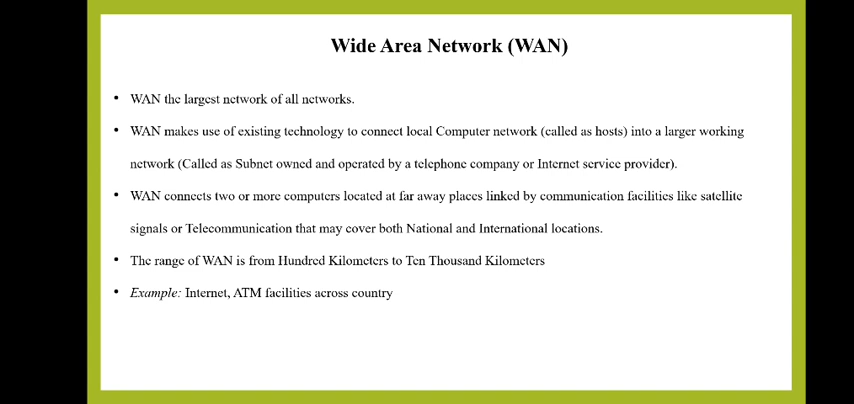 Wide Area Network (WAN)
• WAN the largest network of all networks.
• WAN makes use of existing technology to connect local Computer network (called as hosts) into a larger working
network (Called as Subnet owned and operated by a telephone company or Internet service provider).
• WAN connects two or more computers located at far away places linked by communication facilities like satellite
signals or Telecommunication that may cover both National and International locations.
• The range of WAN is from Hundred Kilometers to Ten Thousand Kilometers
• Example: Internet, ATM facilities across country